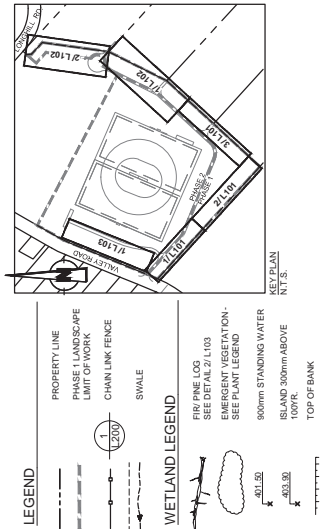 LEGEND
PROPERTY LINE
PHASE 1 LANDSCAPE
LIMIT OF WORK
CHAIN LINK FENCE
1
L200
SWALE
WETLAND LEGEND
FIR/ PINE LOG
SEE DETAIL 2/ L103
EMERGENT VEGETATION -
SEE PLANT LEGEND
401.50
900mm STANDING WATER
403.90
ISLAND 300mm ABOVE
100YR.
TOP OF BANK
LONGHILL RD
2/ L102
1/ L102
3/ L101
2/ L101
1/ L101
1/ L103
PHASE 2
PHASE 1
VALLEY ROAD
KEY PLAN
N.T.S.